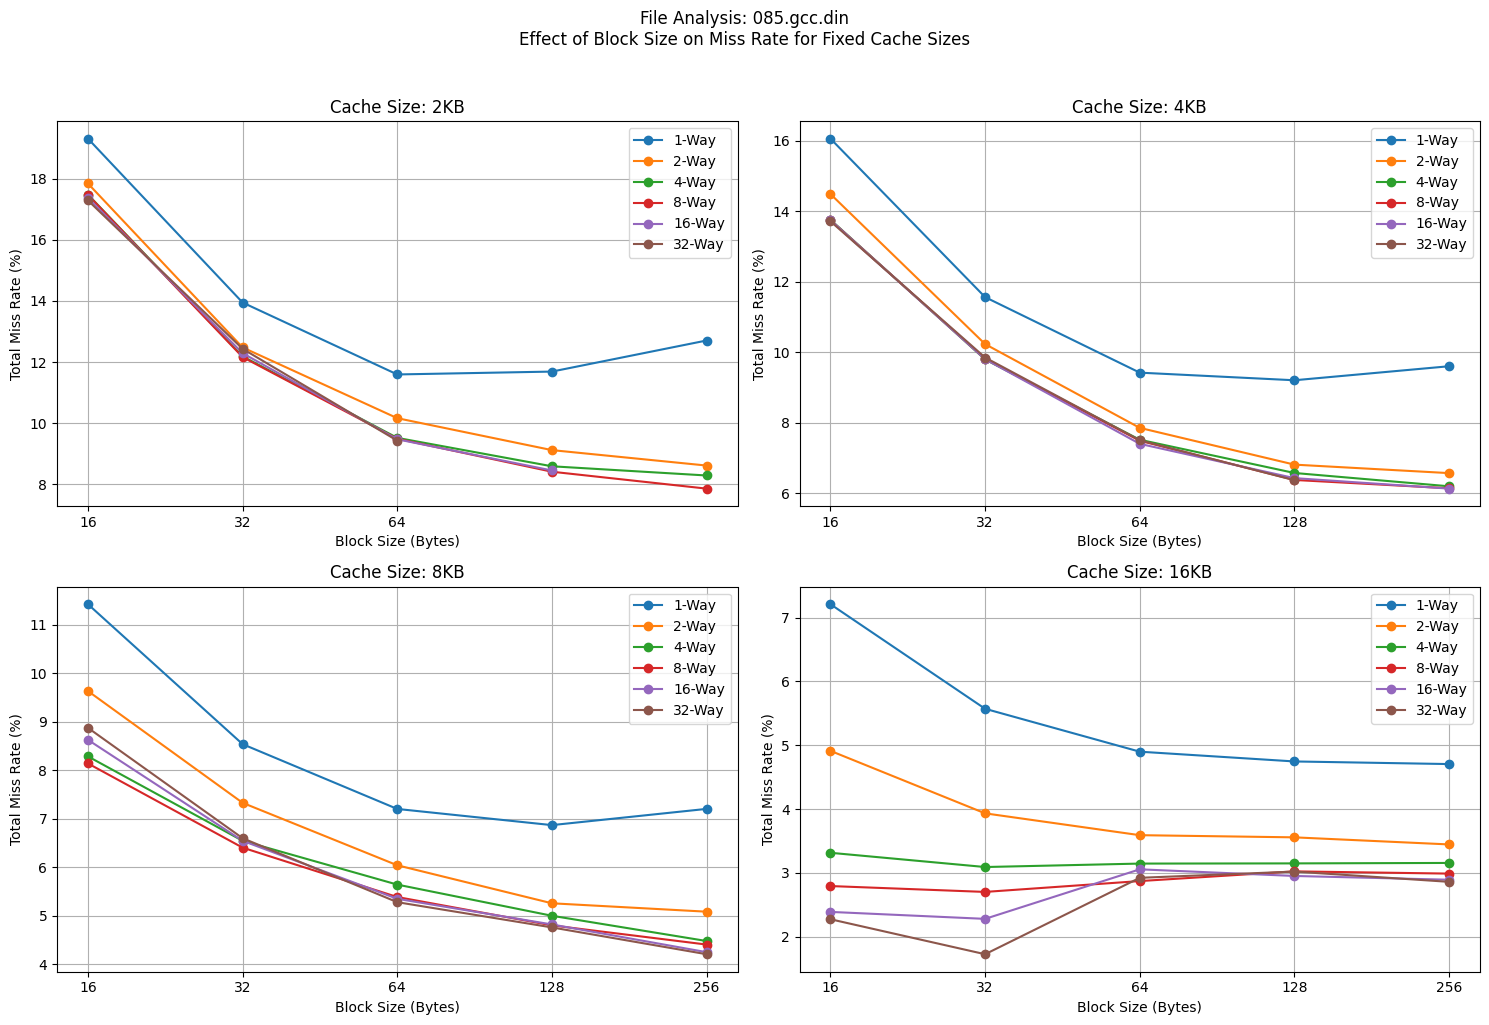 File Analysis: 085.gcc.din
Effect of Block Size on Miss Rate for Fixed Cache Sizes
Cache Size: 2KB
Total Miss Rate (%)
18
16
14
12
10
8
16 32 64
Block Size (Bytes)
1-Way
2-Way
4-Way
8-Way
16-Way
32-Way
Cache Size: 4KB
Total Miss Rate (%)
16
14
12
10
8
6
16 32 64 128
Block Size (Bytes)
1-Way
2-Way
4-Way
8-Way
16-Way
32-Way
Cache Size: 8KB
Total Miss Rate (%)
11
10
9
8
7
6
5
4
16 32 64 128 256
Block Size (Bytes)
1-Way
2-Way
4-Way
8-Way
16-Way
32-Way
Cache Size: 16KB
Total Miss Rate (%)
7
6
5
4
3
2
16 32 64 128 256
Block Size (Bytes)
1-Way
2-Way
4-Way
8-Way
16-Way
32-Way